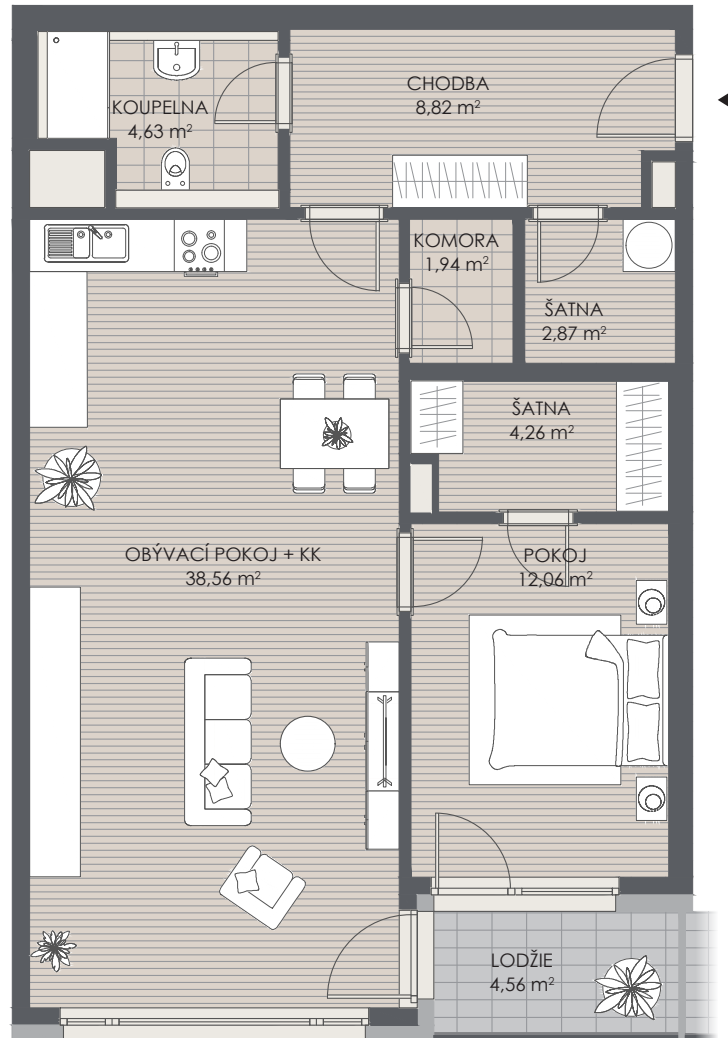 CHODBA
8,82 m²
KOUPELNA
4,63 m²
KOMORA
1,94 m²
ŠATNA
2,87 m²
ŠATNA
4,26 m²
OBÝVACÍ POKOJ + KK
38,56 m²
POKOJ
12,06 m²
LODŽIE
4,56 m²